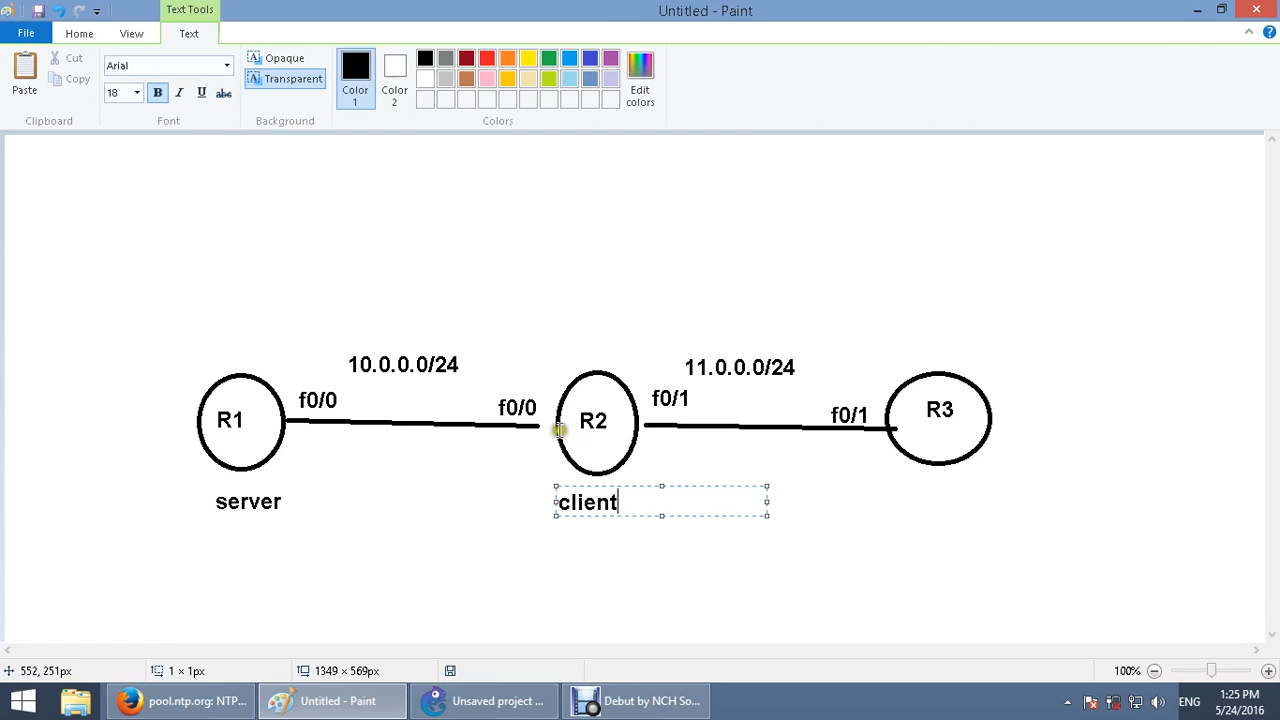 Untitled - Paint
Text Tools
File
Home
View
Text
Paste
Cut
Copy
Clipboard
Arial
18
B I U abc
Font
Opaque
Transparent
Background
Color 1
Color 2
Edit colors
Colors
10.0.0.0/24
11.0.0.0/24
f0/0
f0/0
f0/1
f0/1
R1
R2
R3
server
client
552, 251px
1 × 1px
1349 × 569px
100%
pool.ntp.org: NTP...
Untitled - Paint
Unsaved project ...
Debut by NCH So...
ENG
1:25 PM
5/24/2016